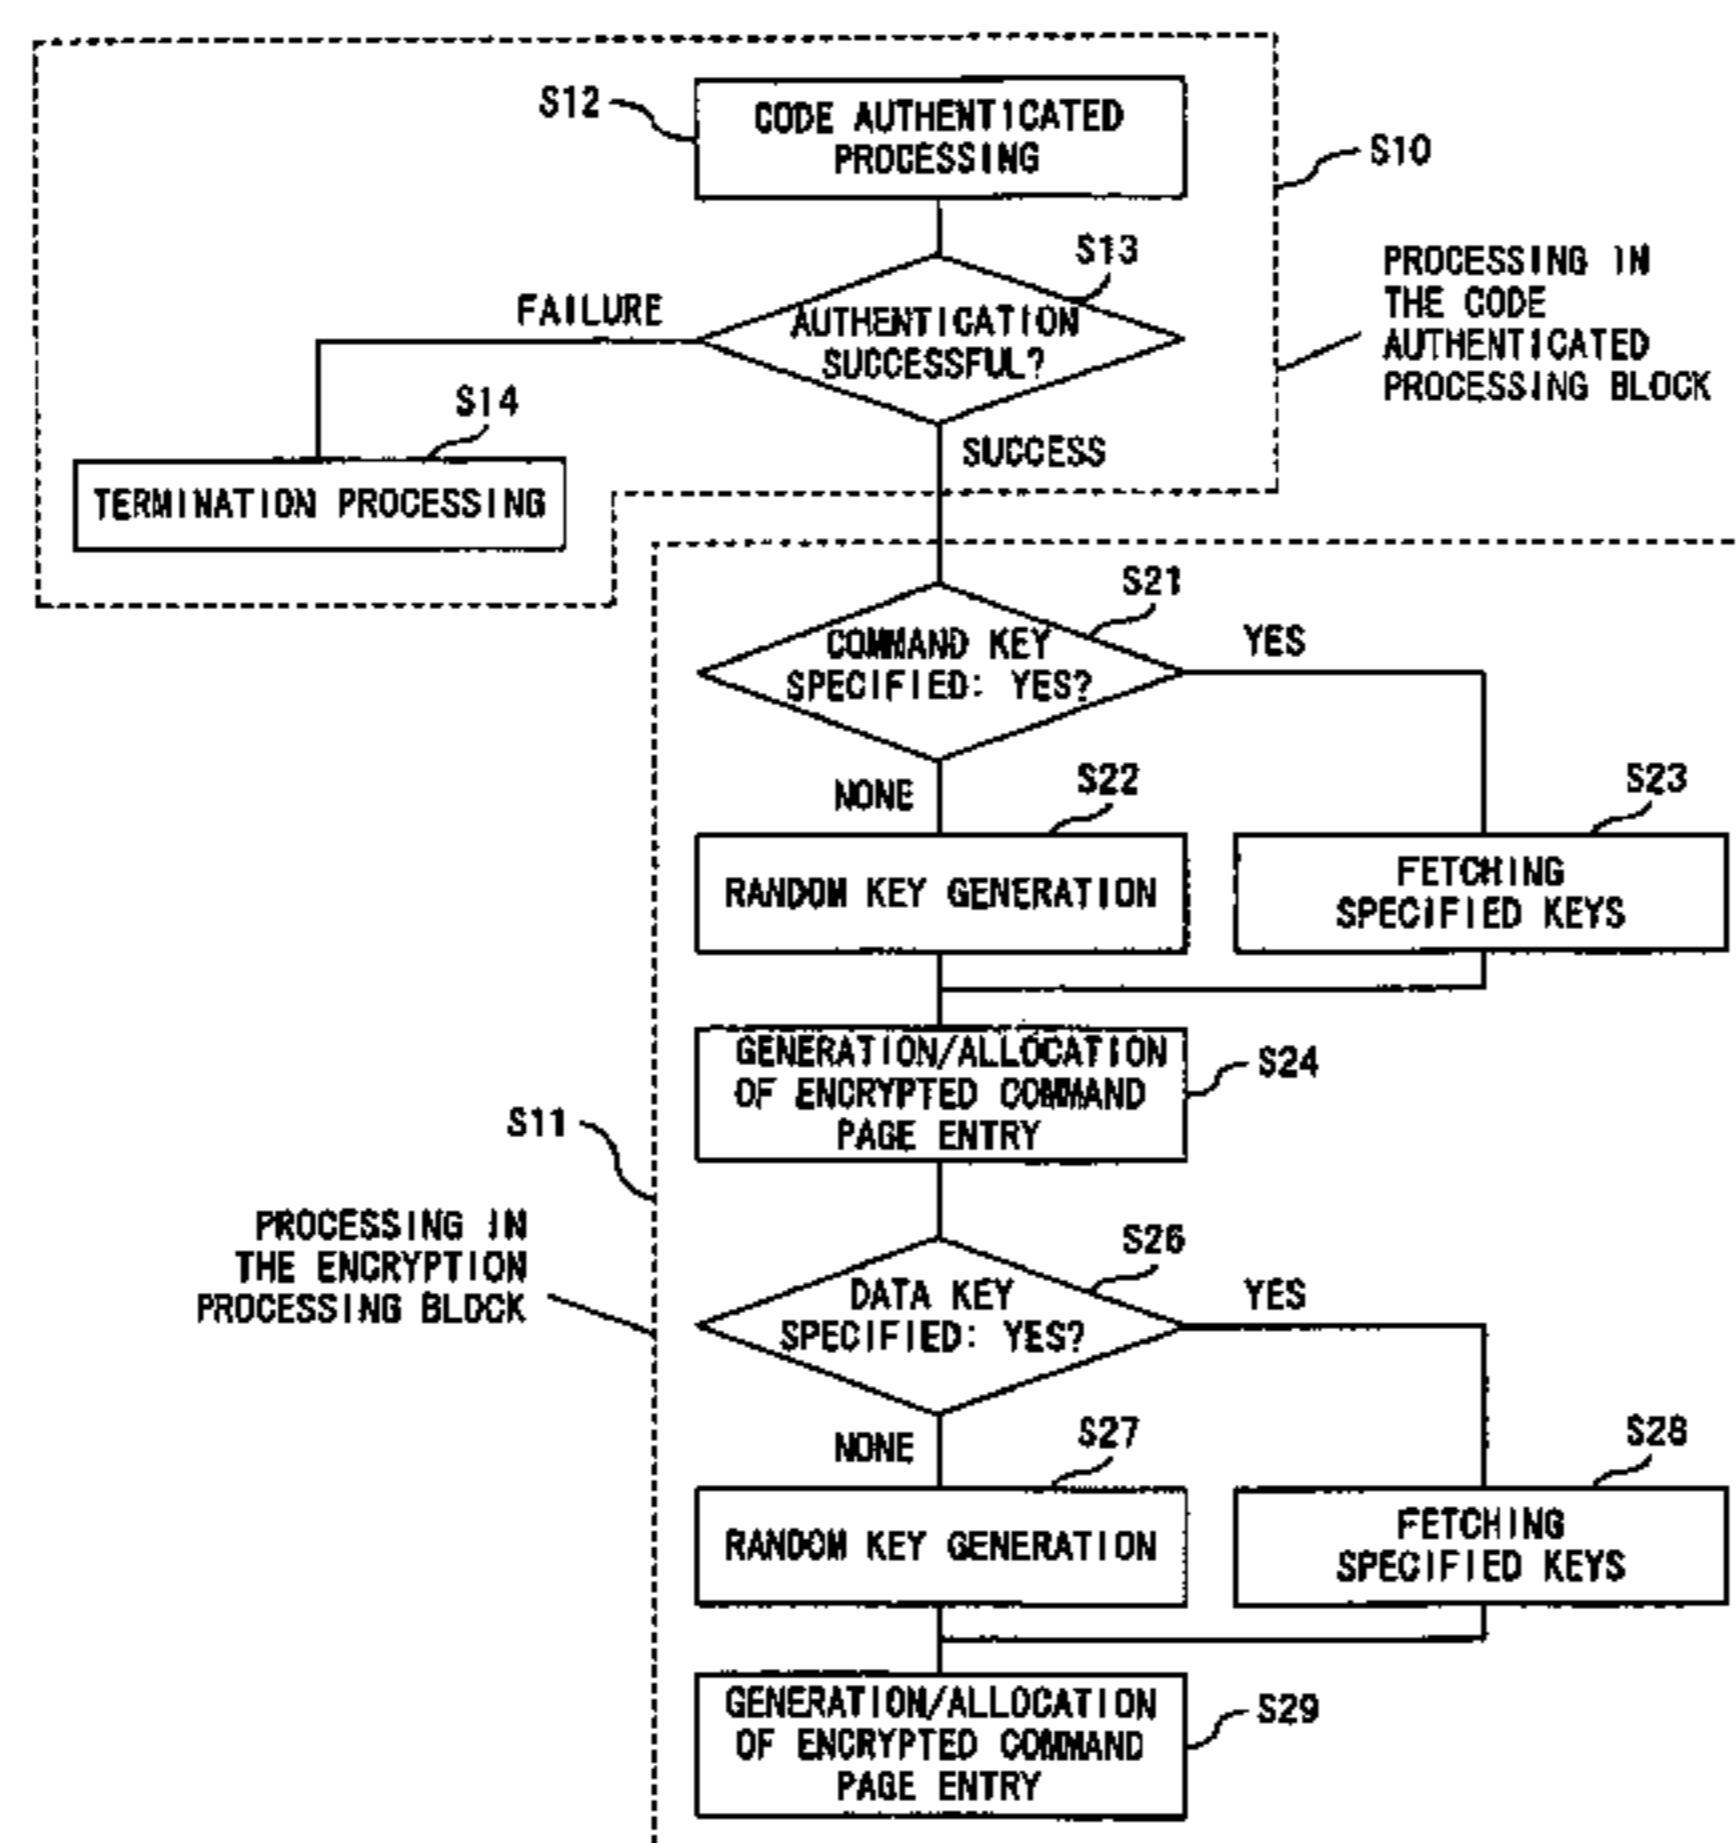 S12
CODE AUTHENTICATED
PROCESSING
S10
S13
PROCESSING IN
THE CODE
AUTHENTICATED
PROCESSING BLOCK
FAILURE
AUTHENTICATION
SUCCESSFUL?
S14
SUCCESS
TERMINATION PROCESSING
S21
COMMAND KEY
SPECIFIED: YES?
YES
NONE
S22
S23
RANDOM KEY GENERATION
FETCHING
SPECIFIED KEYS
GENERATION/ALLOCATION
OF ENCRYPTED COMMAND
PAGE ENTRY
S24
S11
PROCESSING IN
THE ENCRYPTION
PROCESSING BLOCK
S26
DATA KEY
SPECIFIED: YES?
YES
NONE
S27
S28
RANDOM KEY GENERATION
FETCHING
SPECIFIED KEYS
GENERATION/ALLOCATION
OF ENCRYPTED COMMAND
PAGE ENTRY
S29